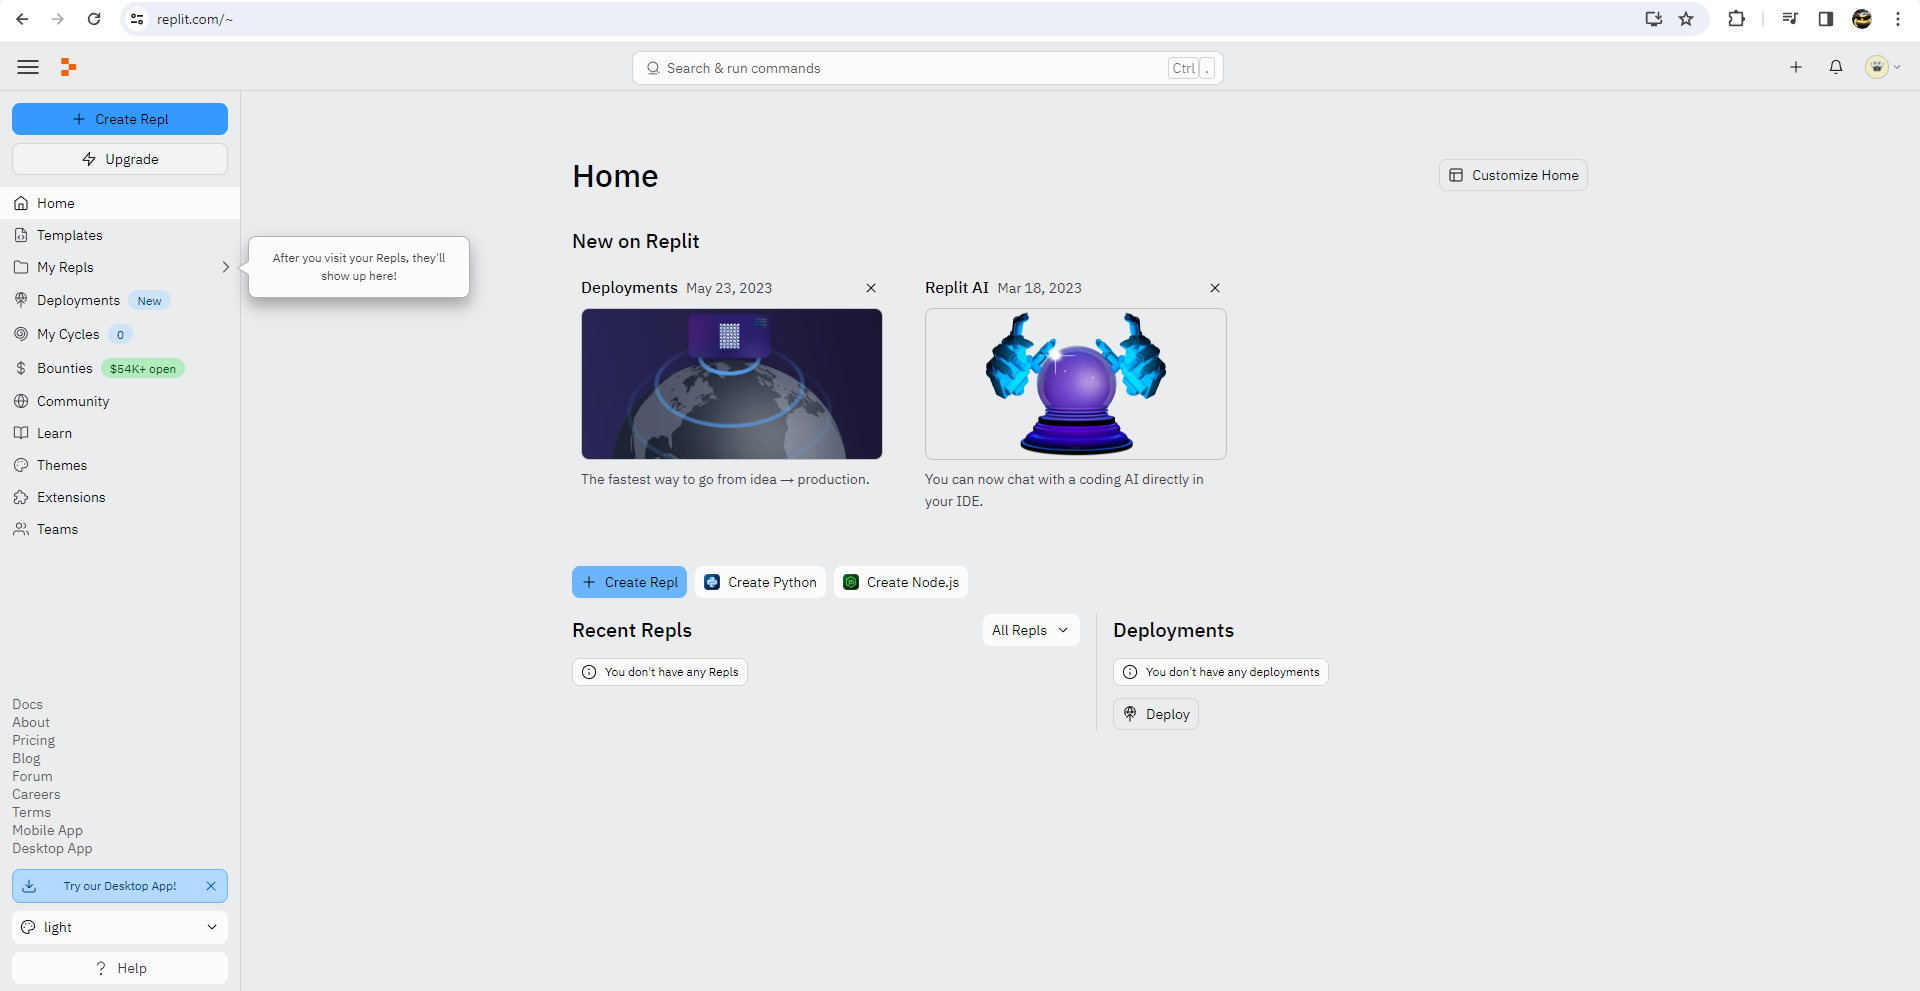 replit.com/~
Search & run commands
Ctrl .
Create Repl
Upgrade
Home
Templates
My Repls
Deployments New
My Cycles 0
Bounties $54K+ open
Community
Learn
Themes
Extensions
Teams
After you visit your Repls, they'll
show up here!
Docs
About
Pricing
Blog
Forum
Careers
Terms
Mobile App
Desktop App
Try our Desktop App!
light
? Help
Home
Customize Home
New on Replit
Deployments May 23, 2023
The fastest way to go from idea → production.
Replit AI Mar 18, 2023
You can now chat with a coding AI directly in
your IDE.
Create Repl
Create Python
Create Node.js
Recent Repls
All Repls
You don't have any Repls
Deployments
You don't have any deployments
Deploy